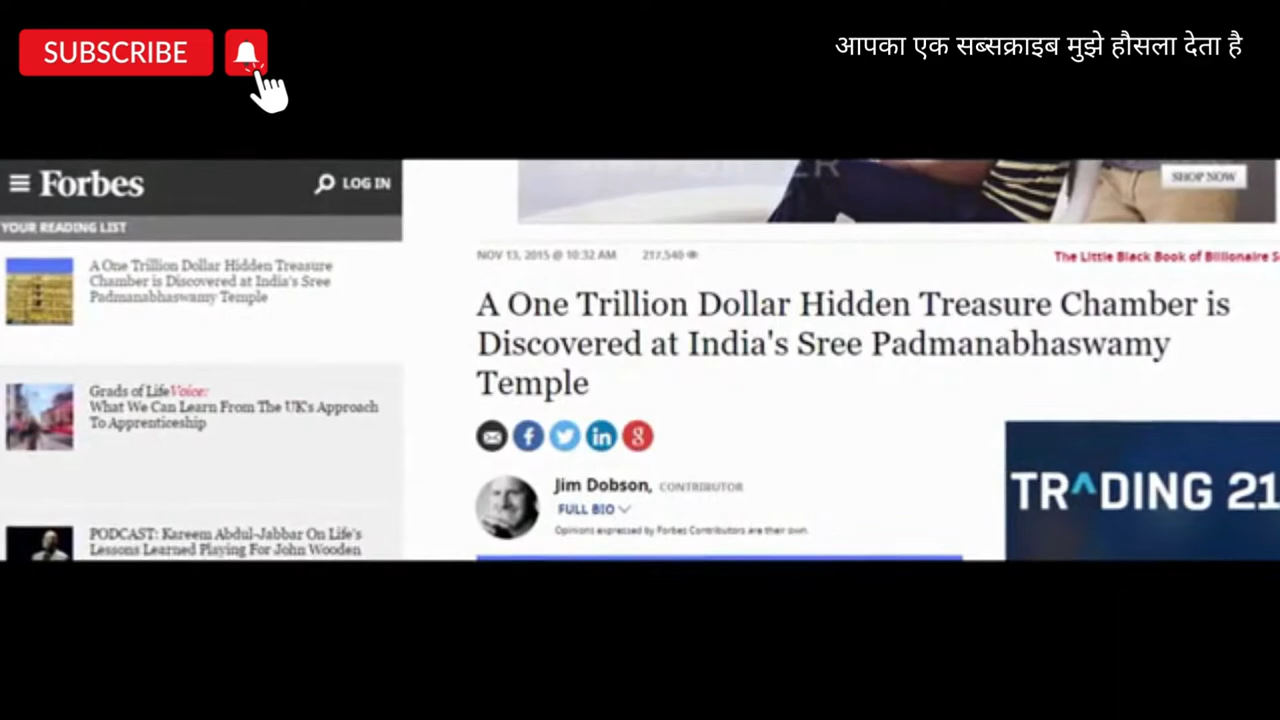 SUBSCRIBE
आपका एक सब्सक्राइब मुझे हौसला देता है
Forbes
LOG IN
SHOP NOW
YOUR READING LIST
A One Trillion Dollar Hidden Treasure
Chamber is Discovered at India's Sree
Padmanabhaswamy Temple
Grads of LifeVoice:
What We Can Learn From The UK's Approach
To Apprenticeship
PODCAST: Kareem Abdul-Jabbar On Life's
Lessons Learned Playing For John Wooden
NOV 13, 2015 @ 10:32 AM 217,540
The Little Black Book of Billionaire S
A One Trillion Dollar Hidden Treasure Chamber is
Discovered at India's Sree Padmanabhaswamy
Temple
Jim Dobson, CONTRIBUTOR
FULL BIO
Opinions expressed by Forbes Contributors are their own.
TRADING 21